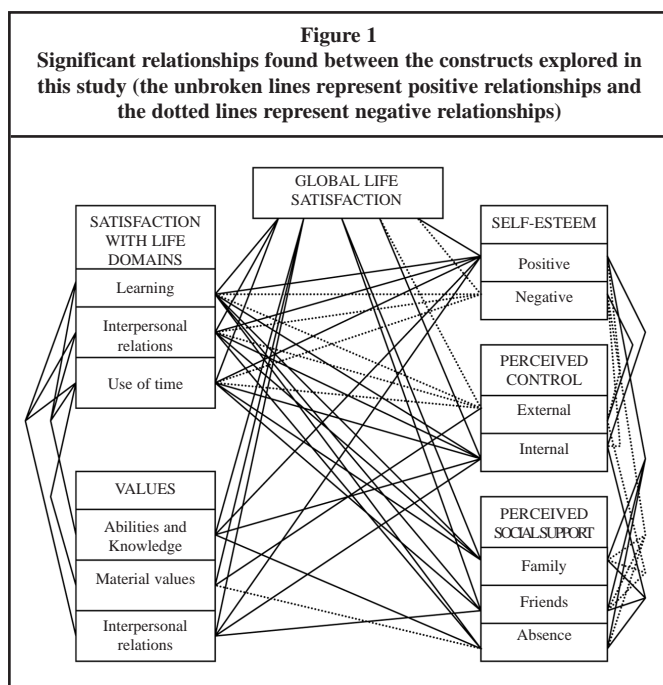 Figure 1
Significant relationships found between the constructs explored in
this study (the unbroken lines represent positive relationships and
the dotted lines represent negative relationships)
GLOBAL LIFE
SATISFACTION
SATISFACTION
WITH LIFE
DOMAINS
Learning
Interpersonal
relations
Use of time
VALUES
Abilities and
Knowledge
Material values
Interpersonal
relations
SELF-ESTEEM
Positive
Negative
PERCEIVED
CONTROL
External
Internal
PERCEIVED
SOCIAL SUPPORT
Family
Friends
Absence